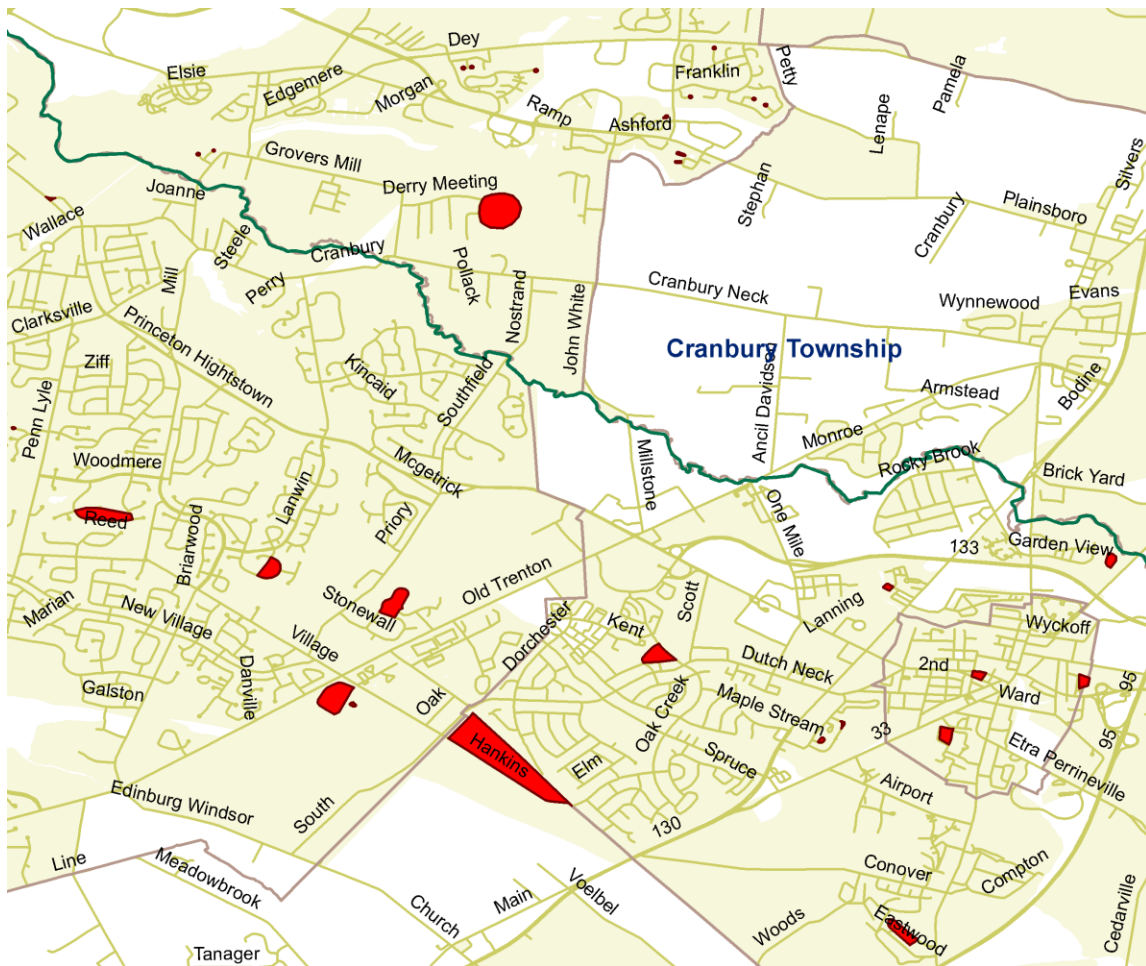 Dey
Elsie
Edgemere
Morgan
Franklin
Petty
Pamela
Ramp
Ashford
Lenape
Grovers Mill
Silvers
Joanne
Derry Meeting
Stephan
Plainsboro
Wallace
Steele
Cranbury
Cranbury
Pollack
Mill
Perry
Nostrand
John White
Cranbury Neck
Wynnewood
Evans
Clarksville
Princeton Hightstown
Ziff
Kincaid
Southfield
Cranbury Township
Ancil Davidson
Armstead
Bodine
Penn Lyle
Monroe
Woodmere
Mcgetrick
Millstone
Rocky Brook
Brick Yard
Lanwin
Reed
Priory
One Mile
Briarwood
133
Garden View
Old Trenton
Stonewall
Marian
New Village
Dorchester
Kent
Scott
Lanning
Wyckoff
Village
Dutch Neck
2nd
Danville
Galston
Oak
Ward
95
Oak Creek
Maple Stream
33
95
Hankins
Elm
Spruce
Etra Perrineville
Airport
Edinburg Windsor
South
130
Line
Meadowbrook
Voelbel
Conover
Compton
Main
Church
Woods
Eastwood
Cedarville
Tanager